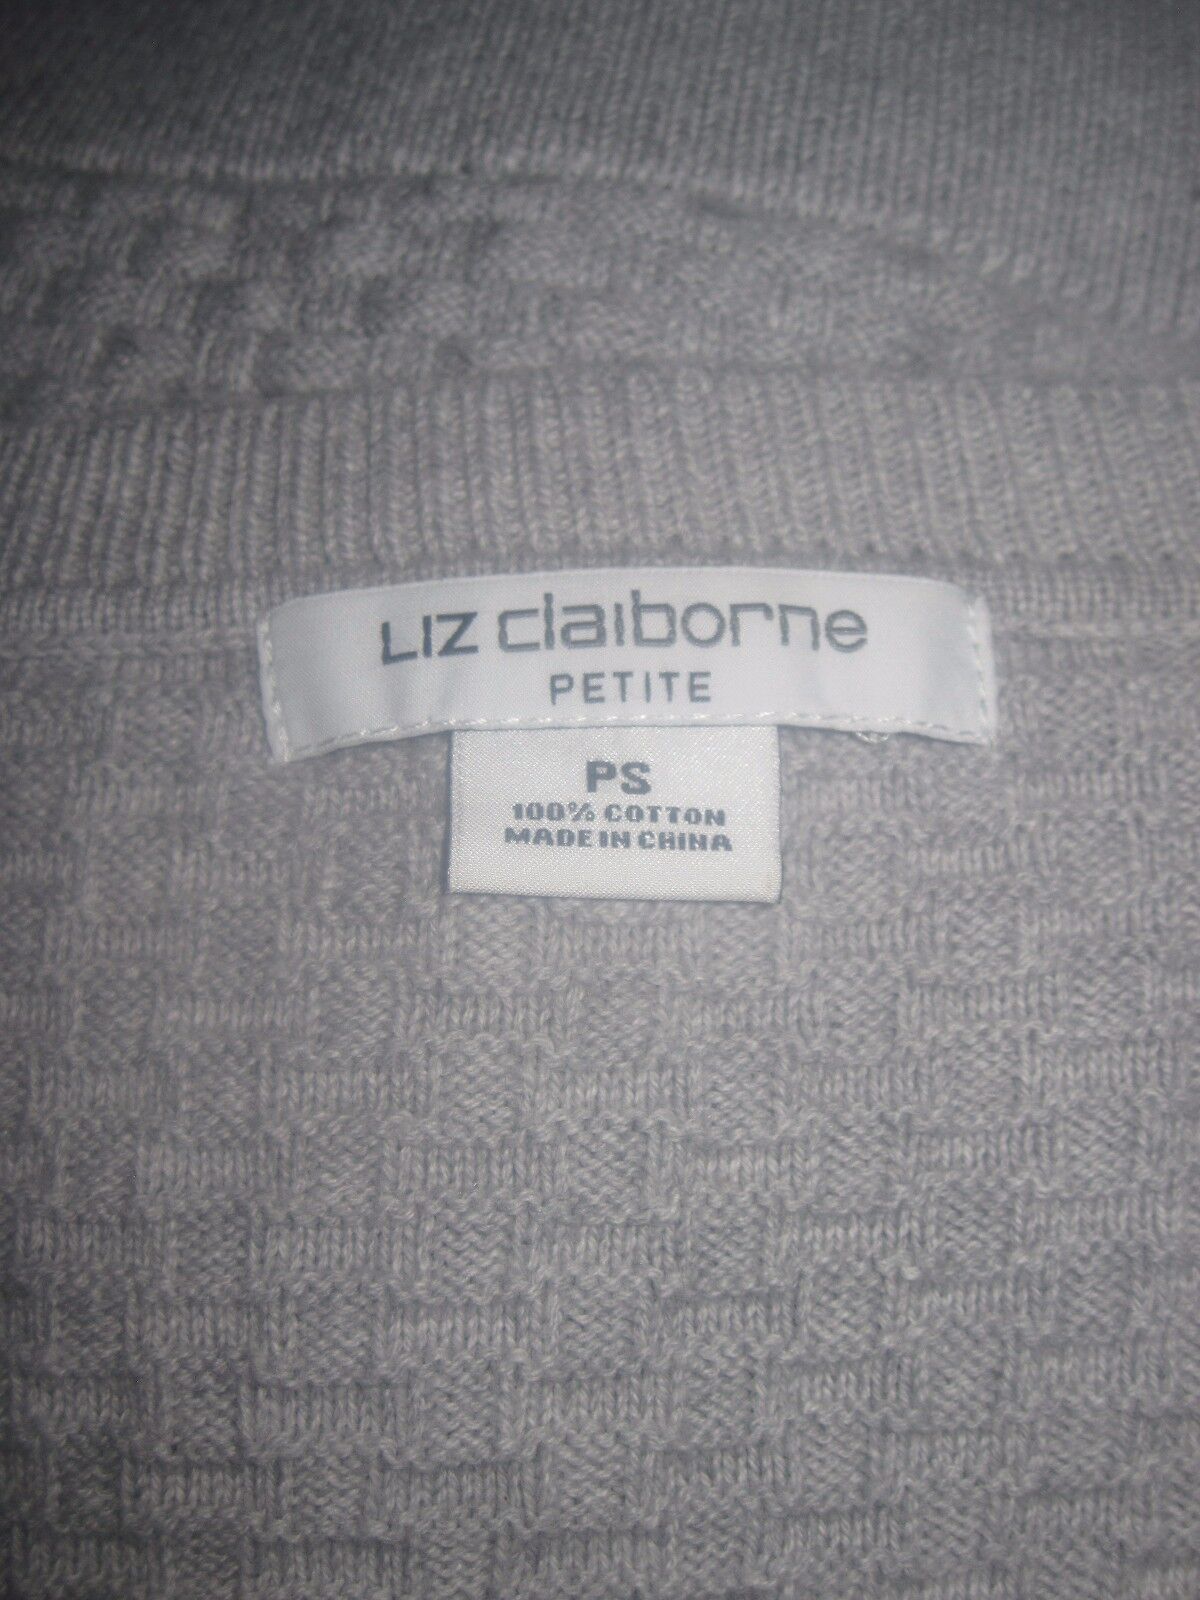 Liz claiborne
PETITE
PS
100% COTTON
MADE IN CHINA